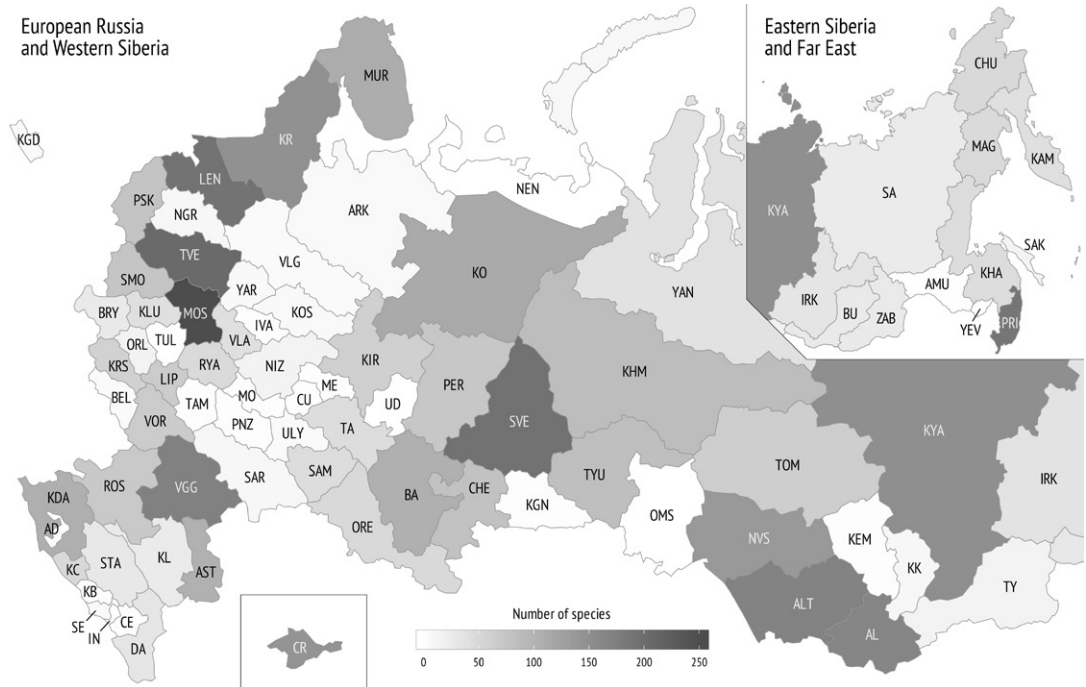 European Russia
and Western Siberia
Eastern Siberia
and Far East
MUR
CHU
KGD
KR
MAG
KAM
LEN
NEN
PSK
NGR
ARK
SA
KYA
TVE
VLG
KO
SAK
SMO
YAR
YAN
KHA
AMU
BRY
KLU
MOS
KOS
IRK
BU
ZAB
YEV
PRI
IVA
ORL
TUL
VLA
KIR
KRS
LIP
RYA
NIZ
PER
KHM
BEL
TAM
MO
ME
CU
UD
VOR
PNZ
ULY
TA
SVE
KYA
TOM
IRK
ROS
VGG
SAR
SAM
BA
CHE
TYU
KGN
KDA
OMS
AD
ORE
NVS
KEM
KC
STA
KL
AST
KK
KB
TY
SE
IN
CE
ALT
AL
DA
CR
Number of species
0 50 100 150 200 250